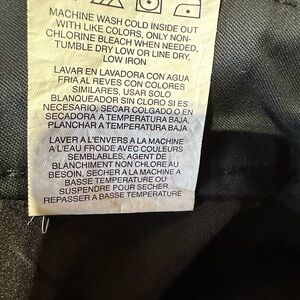 MACHINE WASH COLD INSIDE OUT
WITH LIKE COLORS, ONLY NON-
CHLORINE BLEACH WHEN NEEDED,
TUMBLE DRY LOW OR LINE DRY,
LOW IRON
LAVAR EN LAVADORA CON AGUA
FRIA AL REVES CON COLORES
SIMILARES, USAR SOLO
BLANQUEADOR SIN CLORO SI ES
NECESARIO, SECAR COLGADO O EN
SECADORA A TEMPERATURA BAJA,
PLANCHAR A TEMPERATURA BAJA
LAVER A L'ENVERS A LA MACHINE
A L'EAU FROIDE AVEC COULEURS
SEMBLABLES, AGENT DE
BLANCHIMENT NON CHLORE AU
BESOIN, SECHER A LA MACHINE A
BASSE TEMPERATURE OU
SUSPENDRE POUR SECHER,
REPASSER A BASSE TEMPERATURE